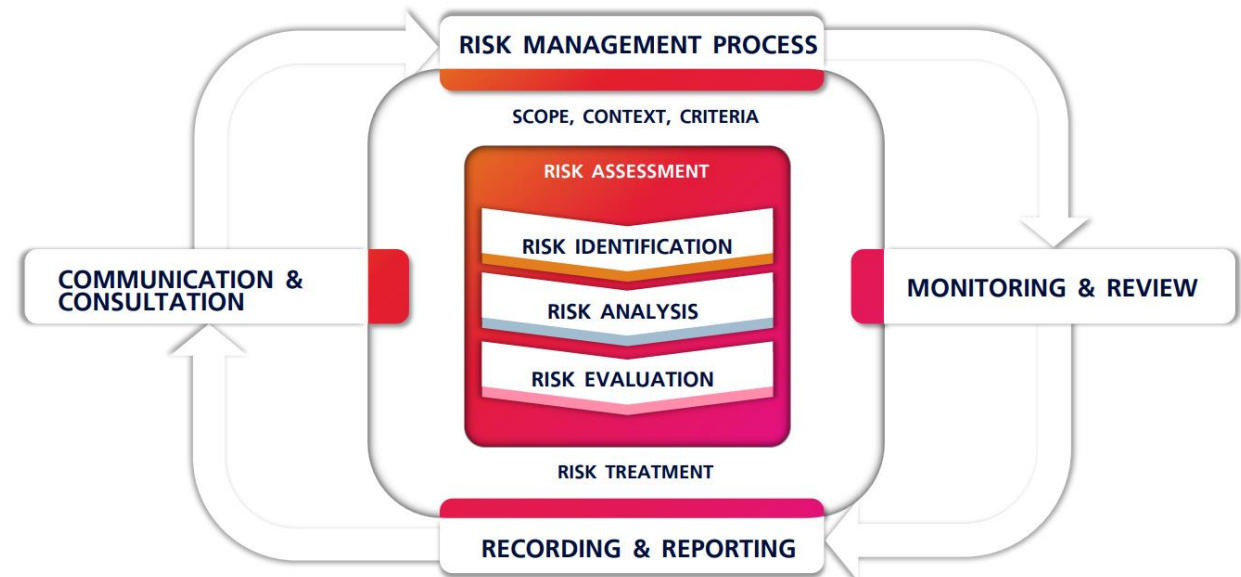 RISK MANAGEMENT PROCESS
SCOPE, CONTEXT, CRITERIA
RISK ASSESSMENT
RISK IDENTIFICATION
COMMUNICATION &
CONSULTATION
MONITORING & REVIEW
RISK ANALYSIS
RISK EVALUATION
RISK TREATMENT
RECORDING & REPORTING